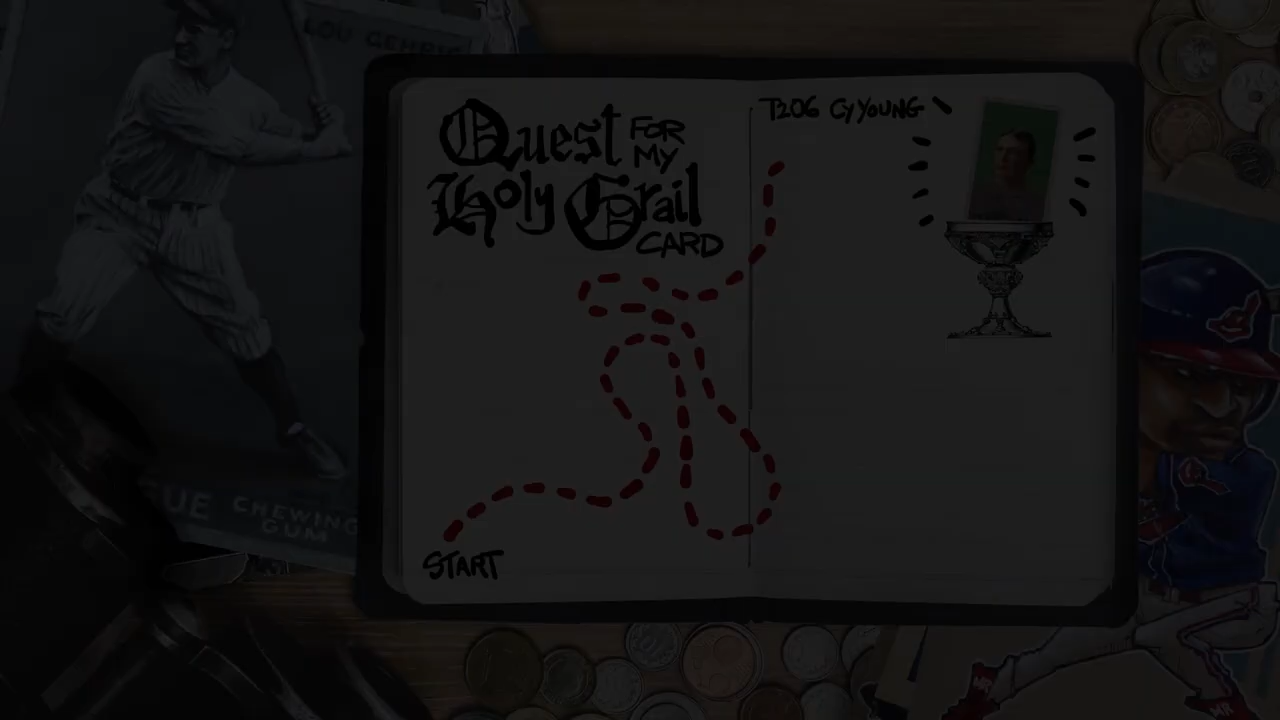 LOU GEHRIG
Quest FOR
MY
Holy Grail
CARD
T206 CY YOUNG
START
CHEWING
GUM